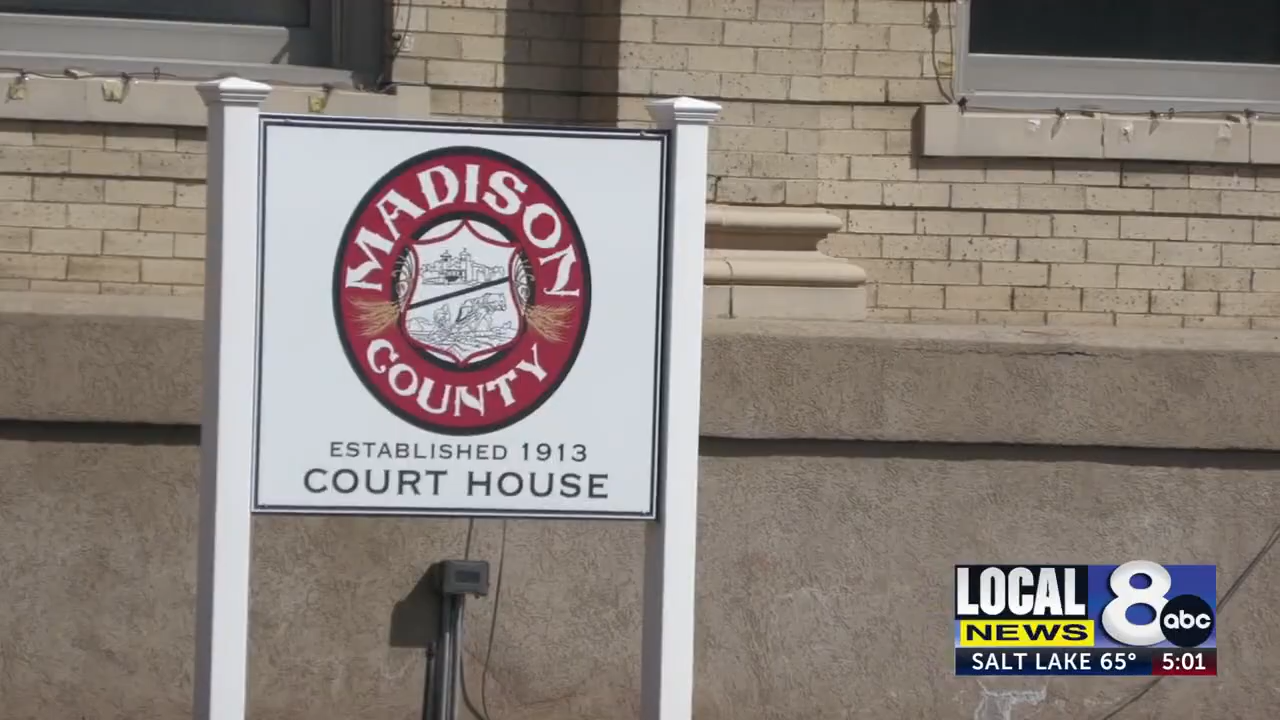 MADISON
COUNTY
ESTABLISHED 1913
COURT HOUSE
LOCAL 8
NEWS abc
SALT LAKE 65° 5:01